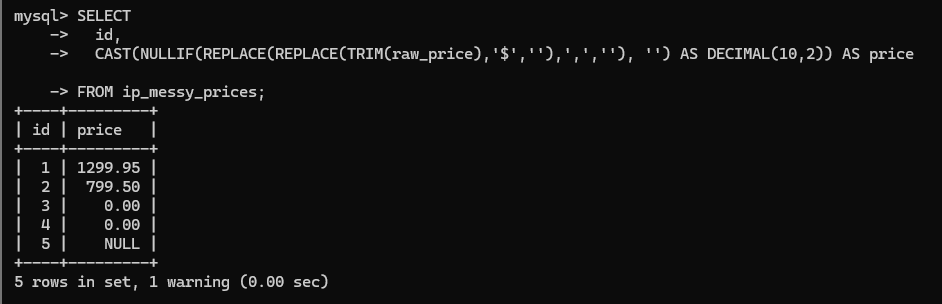 mysql> SELECT
    ->   id,
    ->   CAST(NULLIF(REPLACE(REPLACE(TRIM(raw_price),'$',''),',',''), '') AS DECIMAL(10,2)) AS price
    -> FROM ip_messy_prices;
+----+---------+
| id | price   |
+----+---------+
|  1 | 1299.95 |
|  2 |  799.50 |
|  3 |    0.00 |
|  4 |    0.00 |
|  5 |    NULL |
+----+---------+
5 rows in set, 1 warning (0.00 sec)